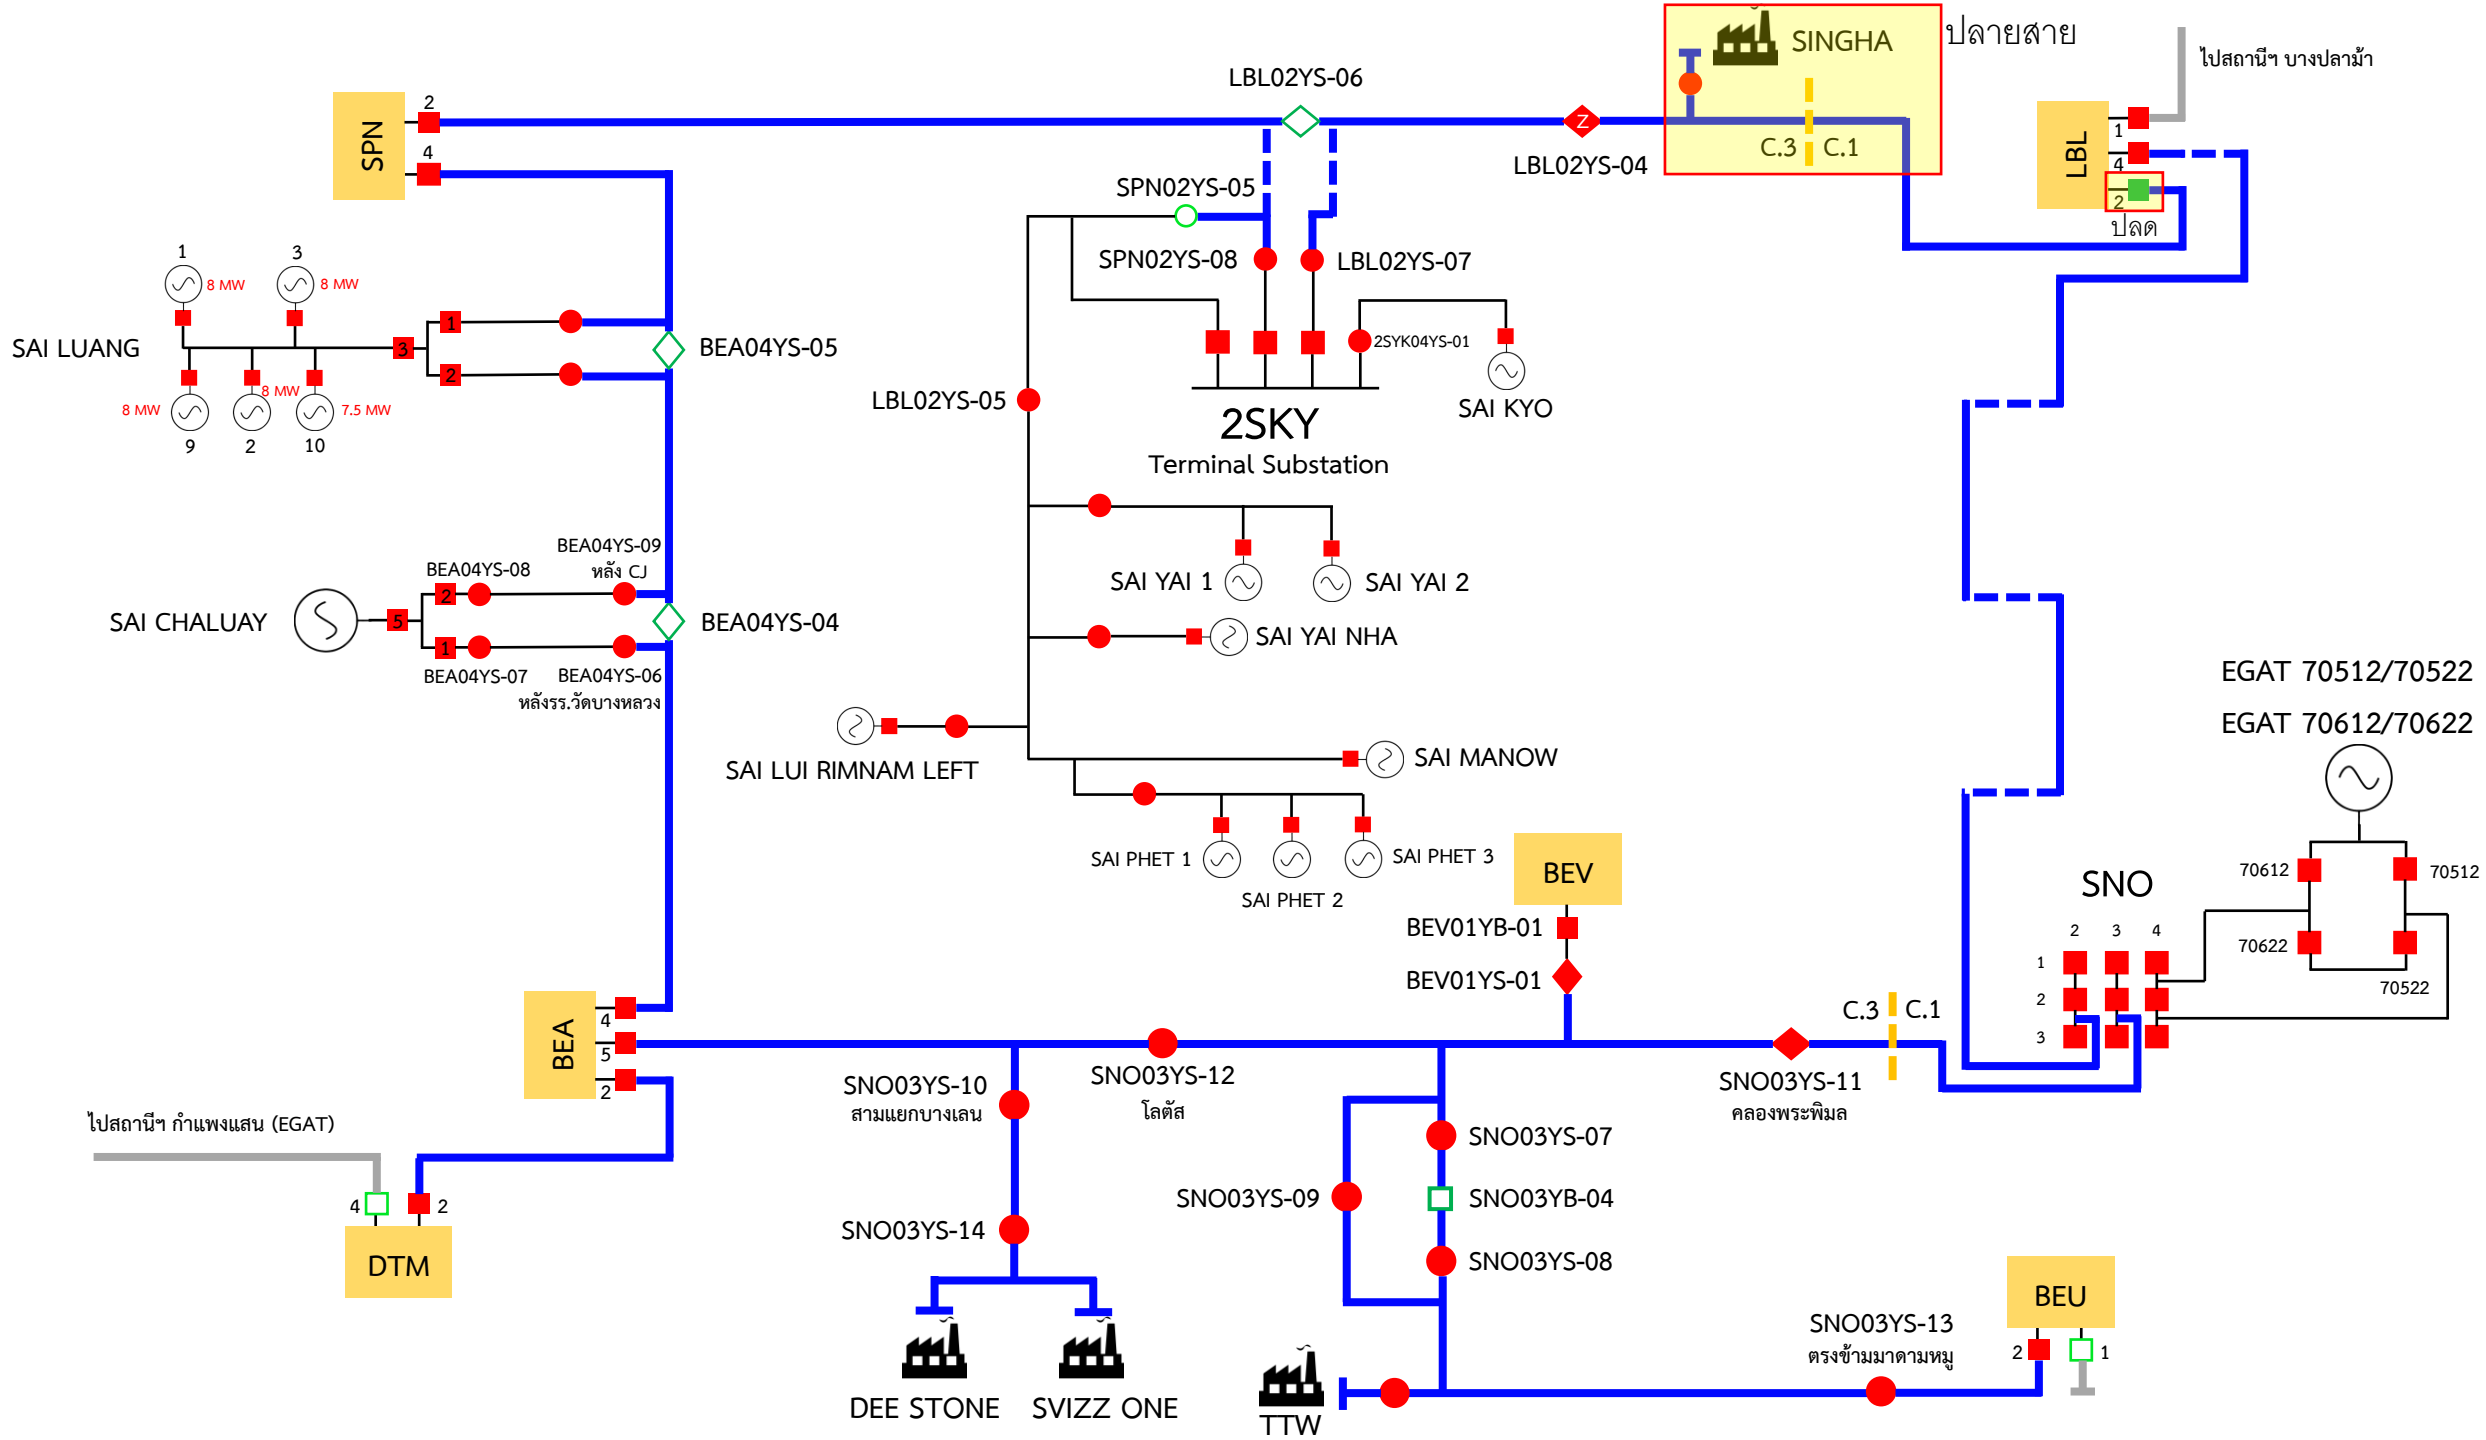 SINGHA
ปลายสาย
ไปสถานีฯ บางปลาม้า
LBL02YS-06
SPN
2
4
Z
LBL02YS-04
C.3
C.1
LBL
1
4
2
ปลด
SPN02YS-05
SPN02YS-08
LBL02YS-07
1
3
8 MW
8 MW
SAI LUANG
3
1
2
BEA04YS-05
8 MW
8 MW
7.5 MW
9
2
10
2SYK04YS-01
SAI KYO
LBL02YS-05
2SKY
Terminal Substation
BEA04YS-09
หลัง CJ
BEA04YS-08
SAI CHALUAY
5
2
1
BEA04YS-04
BEA04YS-07
BEA04YS-06
หลังรร.วัดบางหลวง
SAI YAI 1
SAI YAI 2
SAI YAI NHA
SAI LUI RIMNAM LEFT
SAI MANOW
SAI PHET 1
SAI PHET 2
SAI PHET 3
EGAT 70512/70522
EGAT 70612/70622
70612
70512
70622
70522
SNO
2
3
4
1
2
3
BEV
BEV01YB-01
BEV01YS-01
C.3
C.1
BEA
4
5
2
SNO03YS-10
สามแยกบางเลน
SNO03YS-12
โลตัส
SNO03YS-11
คลองพระพิมล
ไปสถานีฯ กำแพงแสน (EGAT)
4
2
DTM
SNO03YS-07
SNO03YS-09
SNO03YB-04
SNO03YS-14
SNO03YS-08
DEE STONE
SVIZZ ONE
TTW
SNO03YS-13
ตรงข้ามมาดามหมู
BEU
2
1